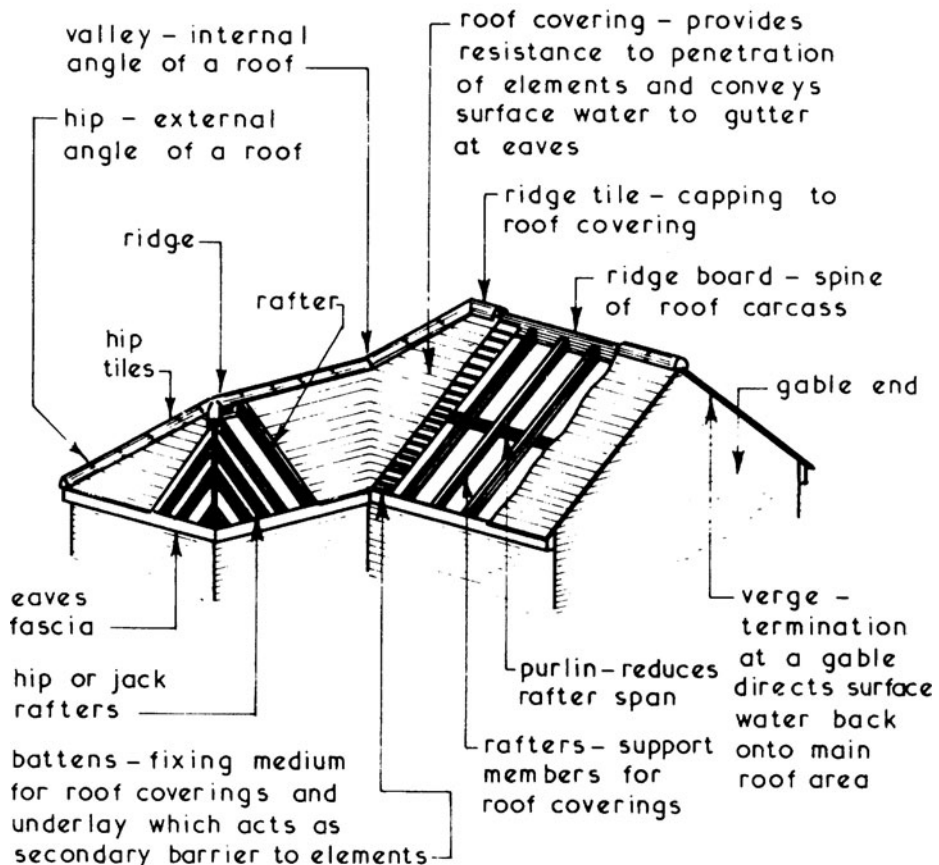 valley – internal
angle of a roof
hip – external
angle of a roof
ridge
rafter
hip
tiles
roof covering – provides
resistance to penetration
of elements and conveys
surface water to gutter
at eaves
ridge tile – capping to
roof covering
ridge board – spine
of roof carcass
gable end
eaves
fascia
hip or jack
rafters
battens – fixing medium
for roof coverings and
underlay which acts as
secondary barrier to elements
purlin – reduces
rafter span
rafters – support
members for
roof coverings
verge –
termination
at a gable
directs surface
water back
onto main
roof area